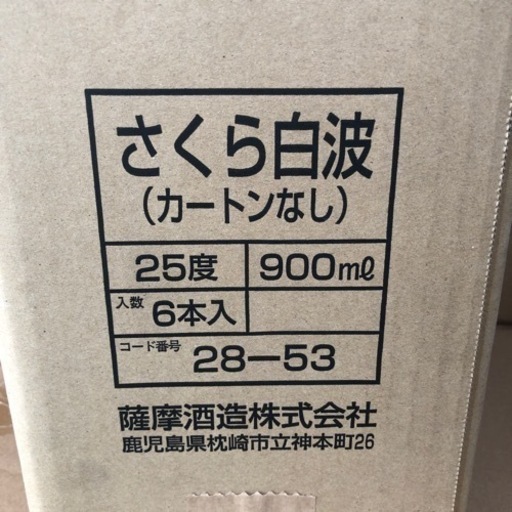 さくら白波
(カートンなし)
25度 900ml
入数 6本入
コード番号 28-53
薩摩酒造株式会社
鹿児島県枕崎市立神本町26